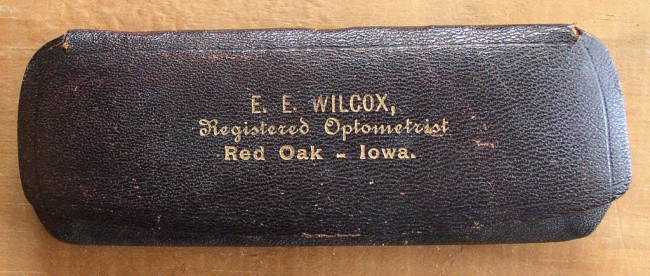 E. E. WILCOX,
Registered Optometrist
Red Oak - Iowa.